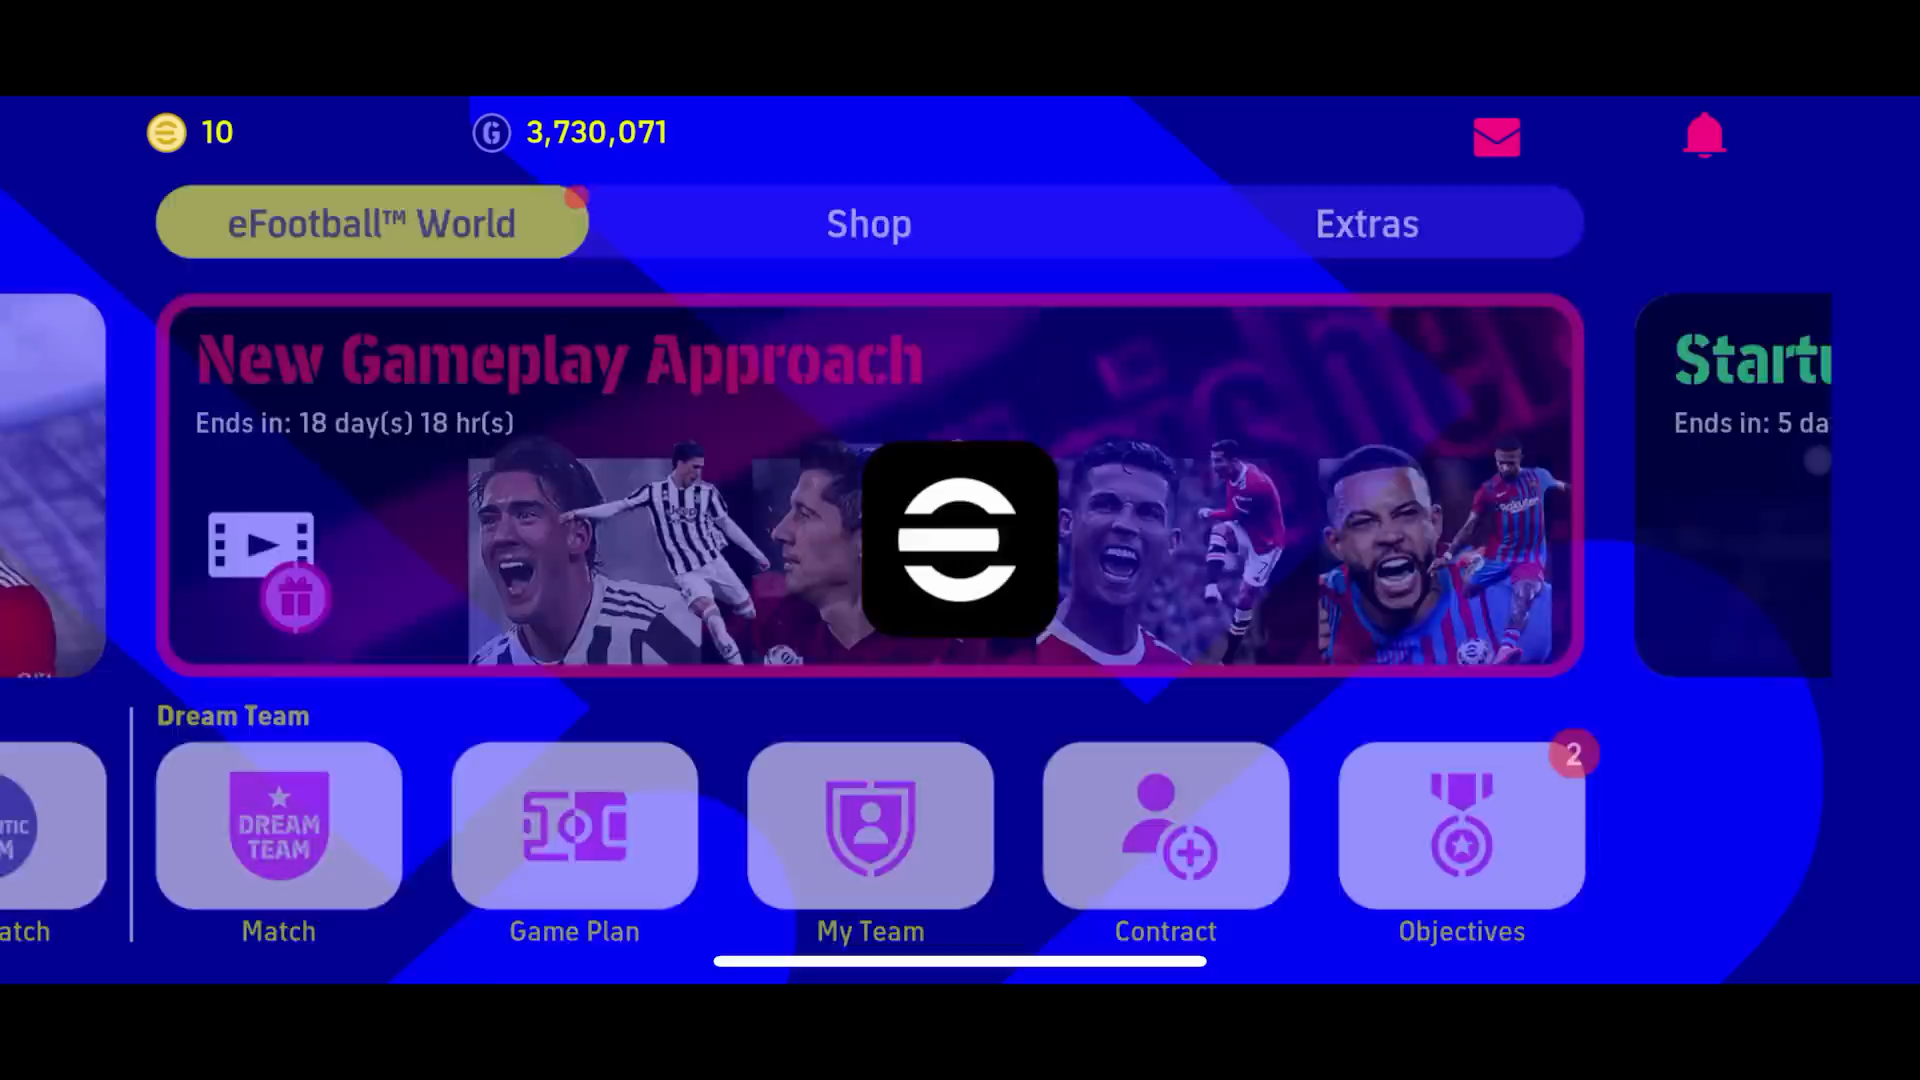 10
3,730,071
eFootball™ World
Shop
Extras
New Gameplay Approach
Ends in: 18 day(s) 18 hr(s)
Start
Ends in: 5 da
Dream Team
2
DREAM
TEAM
atch
Match
Game Plan
My Team
Contract
Objectives